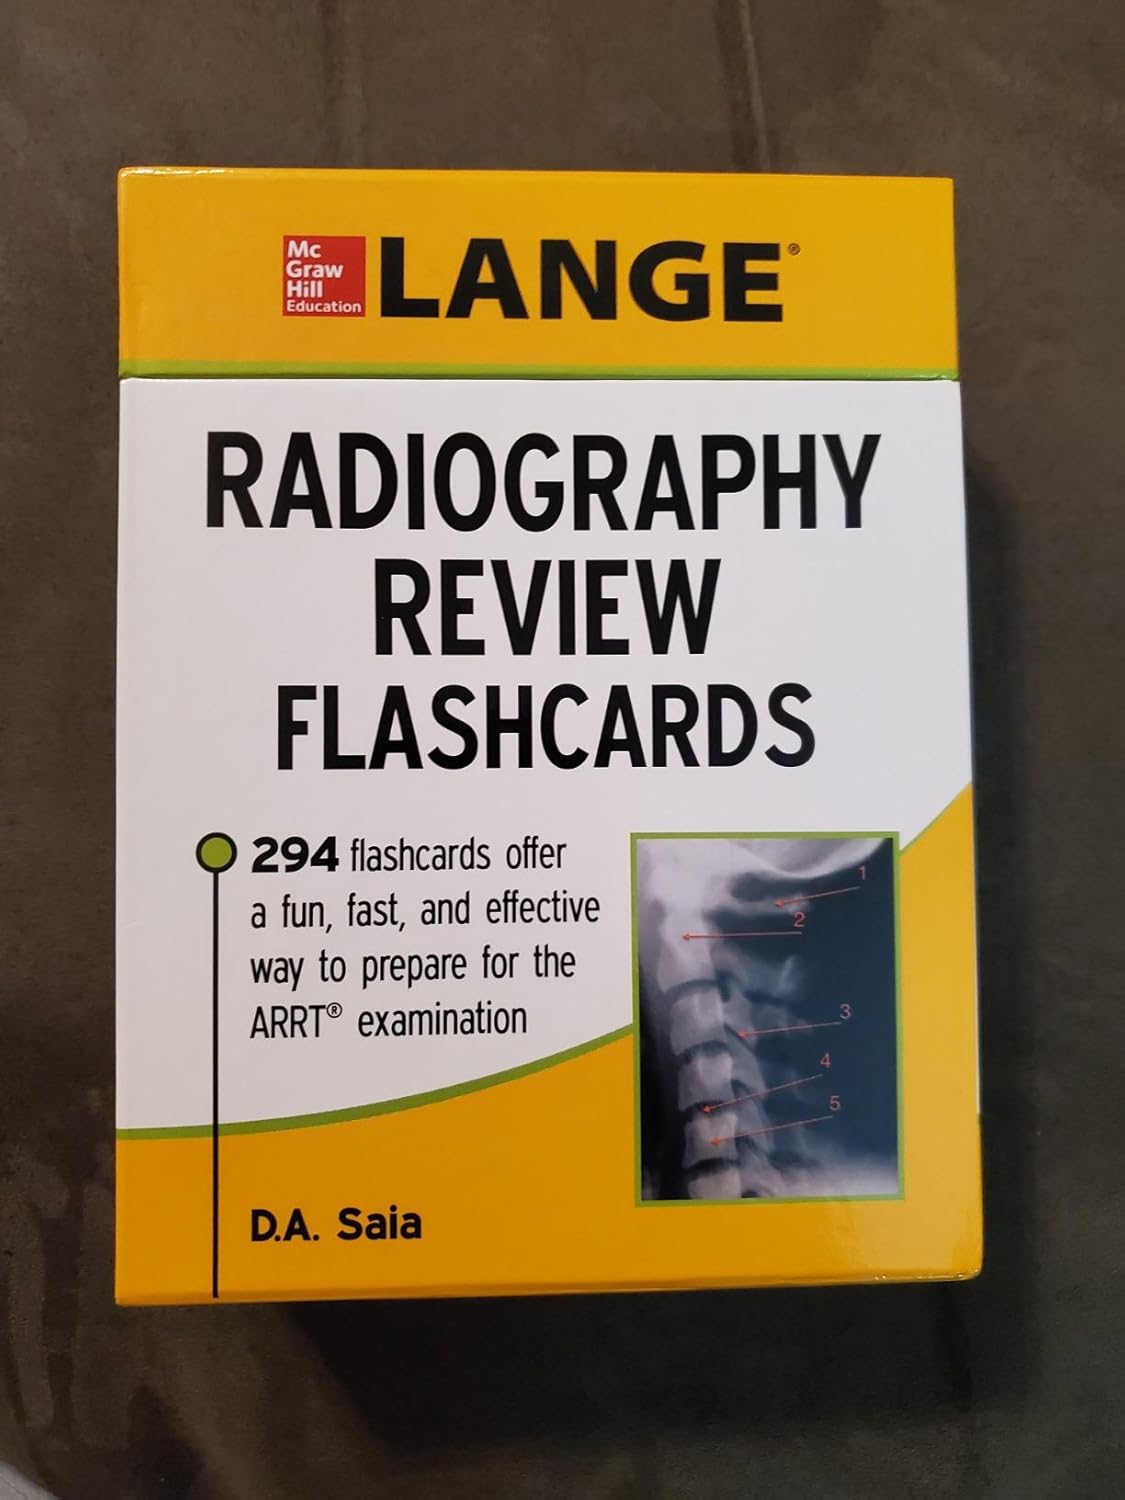 Mc
Graw
Hill
Education
LANGE®
RADIOGRAPHY
REVIEW
FLASHCARDS
294 flashcards offer
a fun, fast, and effective
way to prepare for the
ARRT® examination
1
2
3
4
5
D.A. Saia